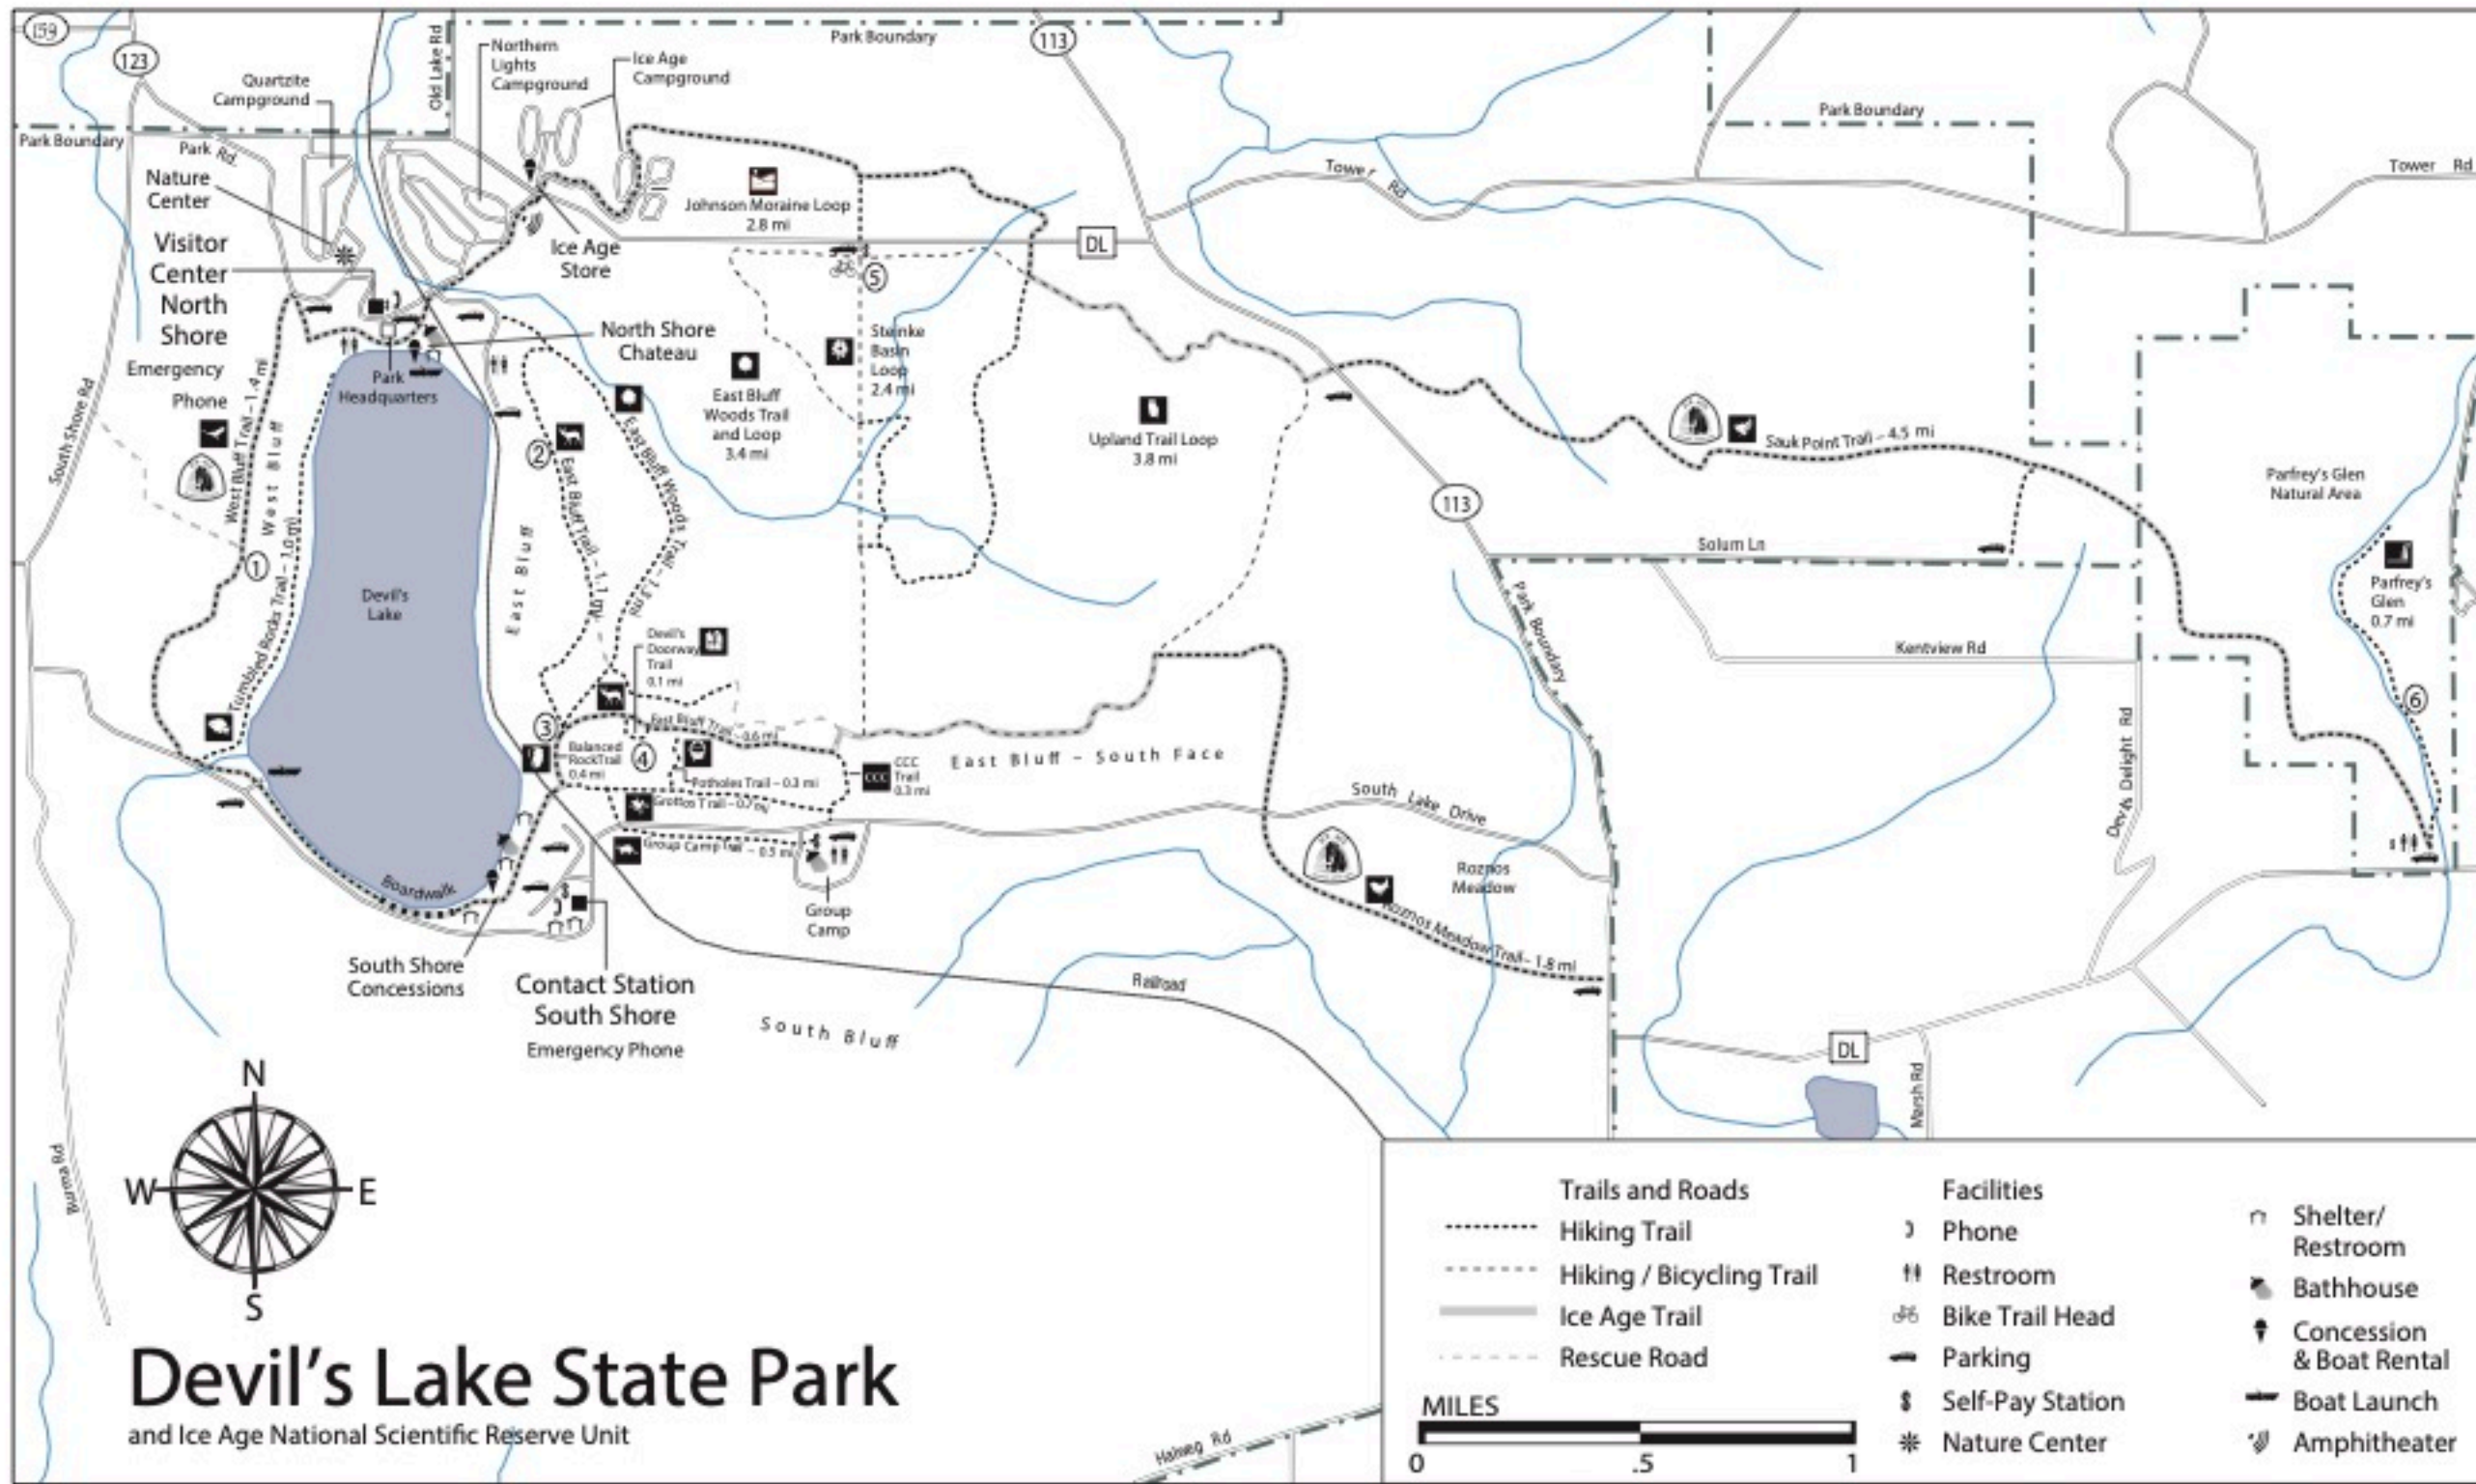 159
123
Quartzite
Campground
Old Lake Rd
Northern
Lights
Campground
Ice Age
Campground
Park Boundary
113
Park Boundary
Park Boundary
Park Rd
Nature
Center
Visitor
Center
North
Shore
Emergency
Phone
Johnson Moraine Loop
2.8 mi
Ice Age
Store
DL
Tower Rd
Tower Rd
5
North Shore
Chateau
Park
Headquarters
South Shore Rd
West Bluff Trail – 1.4 mi
West Bluff
Tumbled Rocks Trail – 1.0 mi
1
Devil's
Lake
East Bluff
2
East Bluff Trail – 1.1 mi
East Bluff Woods Trail – 1.3 mi
East Bluff
Woods Trail
and Loop
3.4 mi
Steinke
Basin
Loop
2.4 mi
Upland Trail Loop
3.8 mi
Sauk Point Trail – 4.5 mi
113
Solum Ln
Park Boundary
Kentview Rd
Devils Delight Rd
Parfrey's Glen
Natural Area
Parfrey's
Glen
0.7 mi
6
Devil's
Doorway
Trail
0.1 mi
3
East Bluff Trail – 0.6 mi
Balanced
Rock Trail
0.4 mi
4
Potholes Trail – 0.3 mi
CCC
CCC
Trail
0.3 mi
Grottos Trail – 0.7 mi
Group Camp Trail – 0.5 mi
East Bluff – South Face
South Lake Drive
Roznos
Meadow
Roznos Meadow Trail – 1.8 mi
Boardwalk
Group
Camp
South Shore
Concessions
Contact Station
South Shore
Emergency Phone
South Bluff
Railroad
DL
Marsh Rd
Burma Rd
N
W
E
S
Devil's Lake State Park
and Ice Age National Scientific Reserve Unit
Halweg Rd
Trails and Roads
Hiking Trail
Hiking / Bicycling Trail
Ice Age Trail
Rescue Road
MILES
0 .5 1
Facilities
Phone
Restroom
Bike Trail Head
Parking
$ Self-Pay Station
Nature Center
Shelter/
Restroom
Bathhouse
Concession
& Boat Rental
Boat Launch
Amphitheater